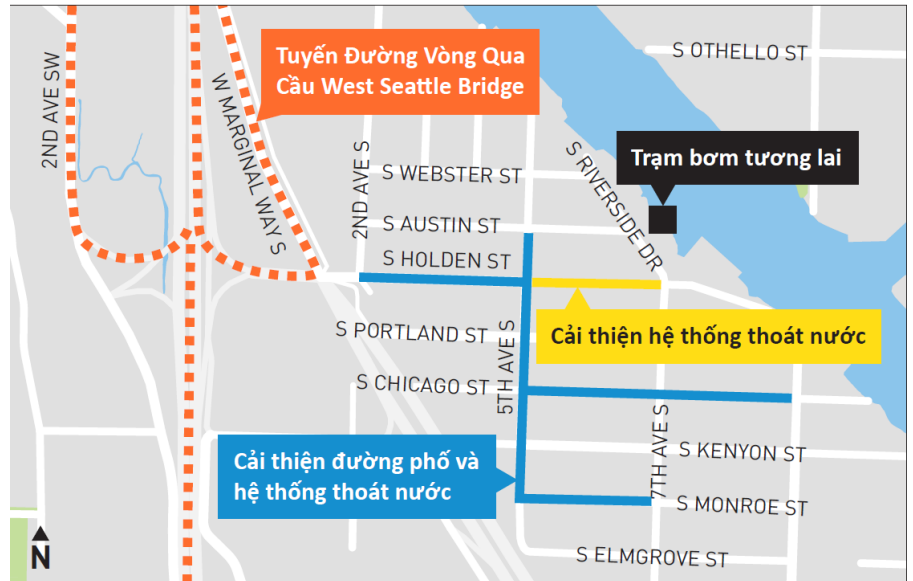 Tuyến Đường Vòng Qua
Cầu West Seattle Bridge
S OTHELLO ST
2ND AVE SW
W MARGINAL WAY S
2ND AVE S
S WEBSTER ST
S RIVERSIDE DR
Trạm bơm tương lai
S AUSTIN ST
S HOLDEN ST
S PORTLAND ST
5TH AVE S
Cải thiện hệ thống thoát nước
S CHICAGO ST
7TH AVE S
S KENYON ST
Cải thiện đường phố và
hệ thống thoát nước
S MONROE ST
S ELMGROVE ST
N